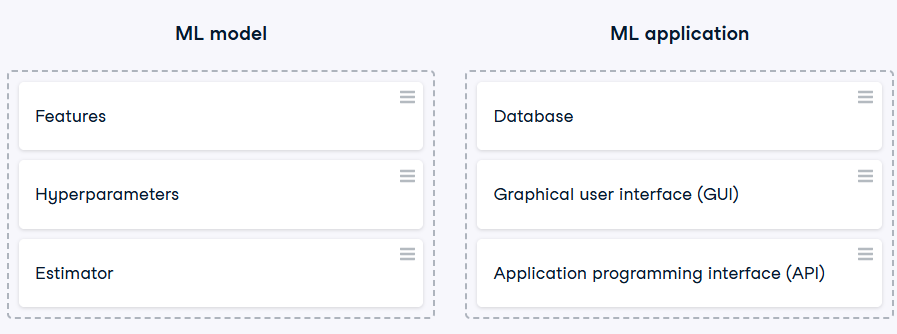 ML model
Features
Hyperparameters
Estimator
ML application
Database
Graphical user interface (GUI)
Application programming interface (API)